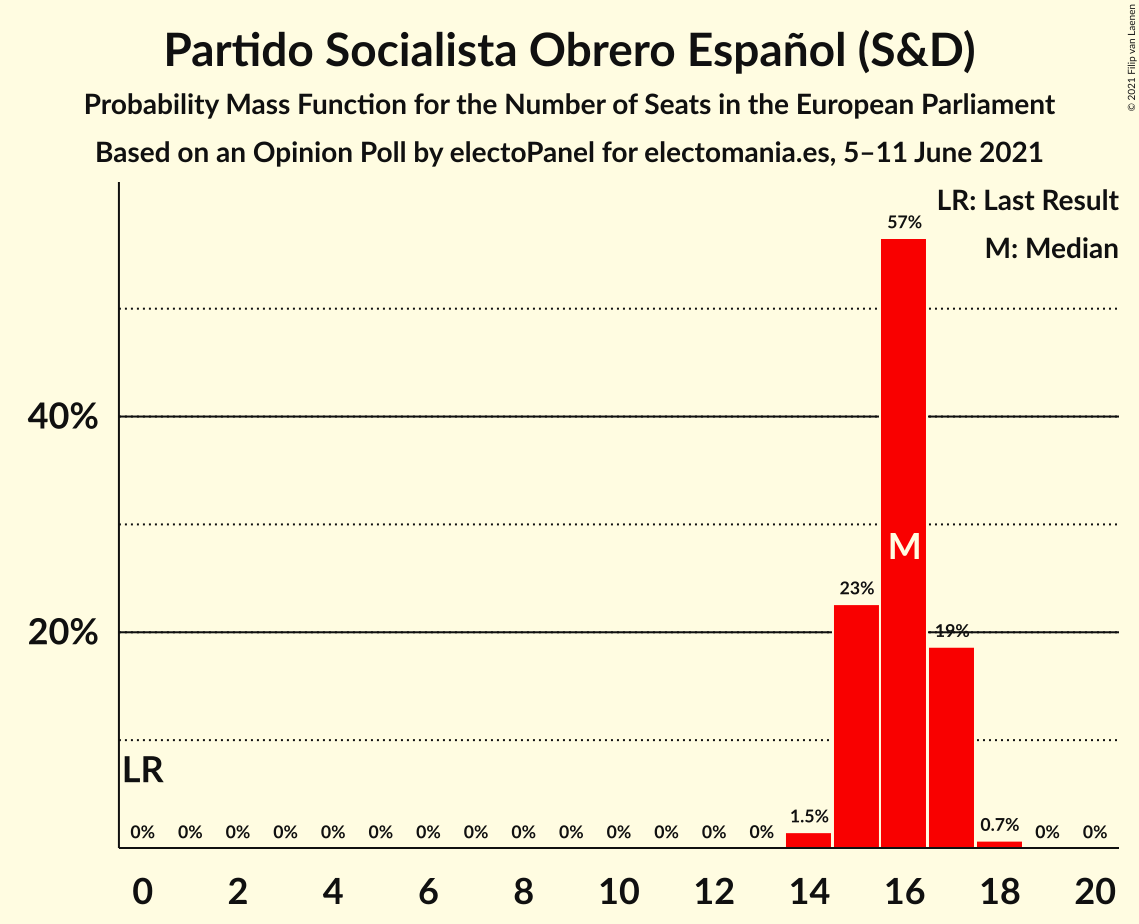 Partido Socialista Obrero Español (S&D)
Probability Mass Function for the Number of Seats in the European Parliament
Based on an Opinion Poll by electoPanel for electomania.es, 5–11 June 2021
© 2021 Filip van Laenen
LR: Last Result
M: Median
57%
40%
M
23%
20%
19%
LR
0% 0% 0% 0% 0% 0% 0% 0% 0% 0% 0% 0% 0% 0% 1.5% 0.7% 0% 0%
0 2 4 6 8 10 12 14 16 18 20